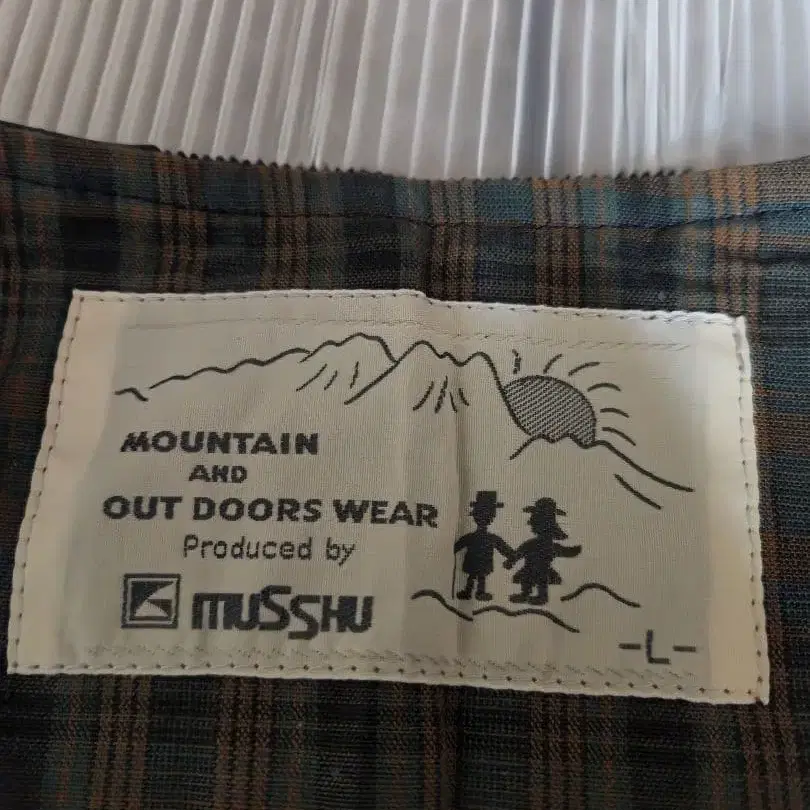 MOUNTAIN
AND
OUT DOORS WEAR
Produced by
MUSSHU
-L-